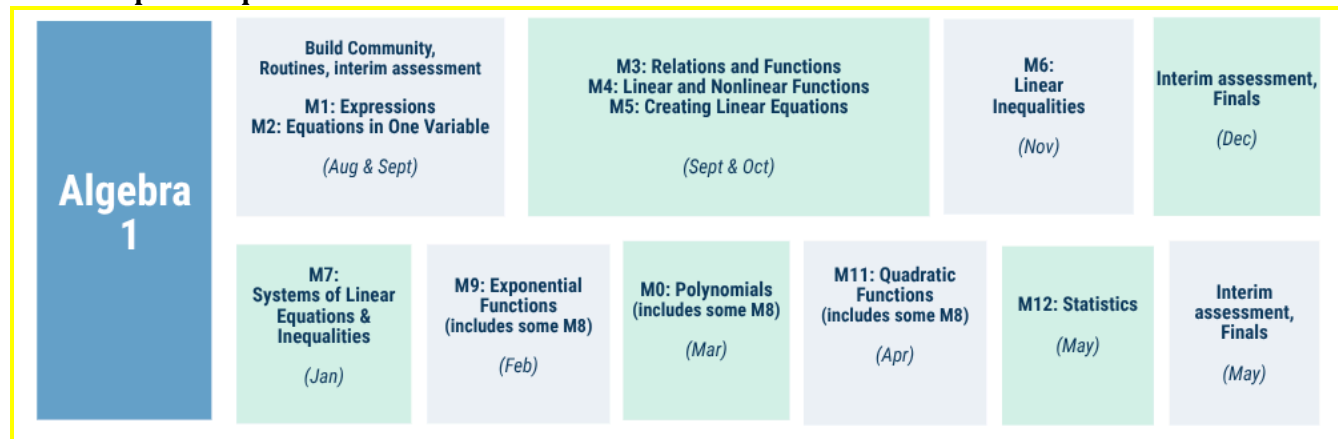 Algebra
1
Build Community,
Routines, interim assessment
M1: Expressions
M2: Equations in One Variable
(Aug & Sept)
M3: Relations and Functions
M4: Linear and Nonlinear Functions
M5: Creating Linear Equations
(Sept & Oct)
M6:
Linear
Inequalities
(Nov)
Interim assessment,
Finals
(Dec)
M7:
Systems of Linear
Equations &
Inequalities
(Jan)
M9: Exponential
Functions
(includes some M8)
(Feb)
M0: Polynomials
(includes some M8)
(Mar)
M11: Quadratic
Functions
(includes some M8)
(Apr)
M12: Statistics
(May)
Interim
assessment,
Finals
(May)